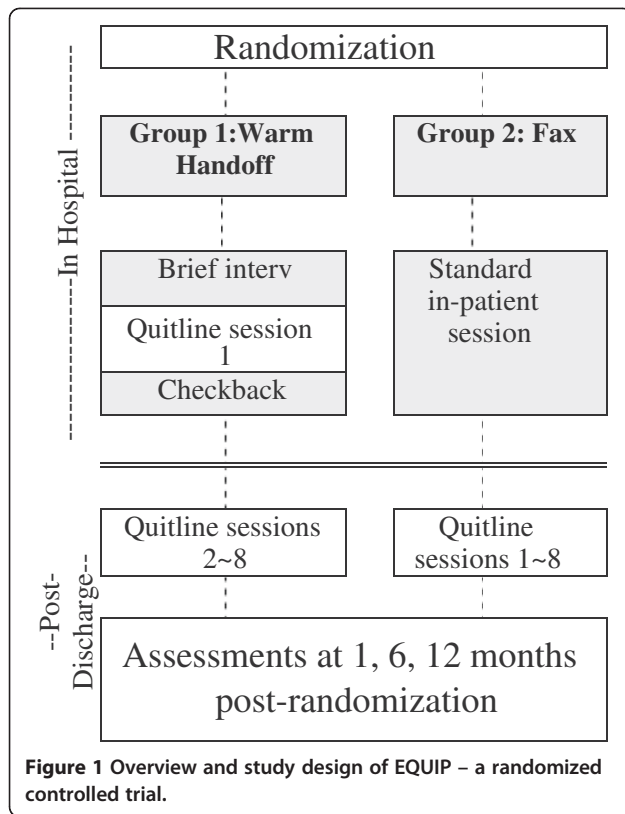 Randomization
---------------------In Hospital --------
Group 1:Warm
Handoff
Group 2: Fax
Brief interv
Quitline session
1
Checkback
Standard
in-patient
session
--Post-
Discharge--
Quitline sessions
2~8
Quitline
sessions 1~8
Assessments at 1, 6, 12 months
post-randomization
Figure 1 Overview and study design of EQUIP – a randomized
controlled trial.